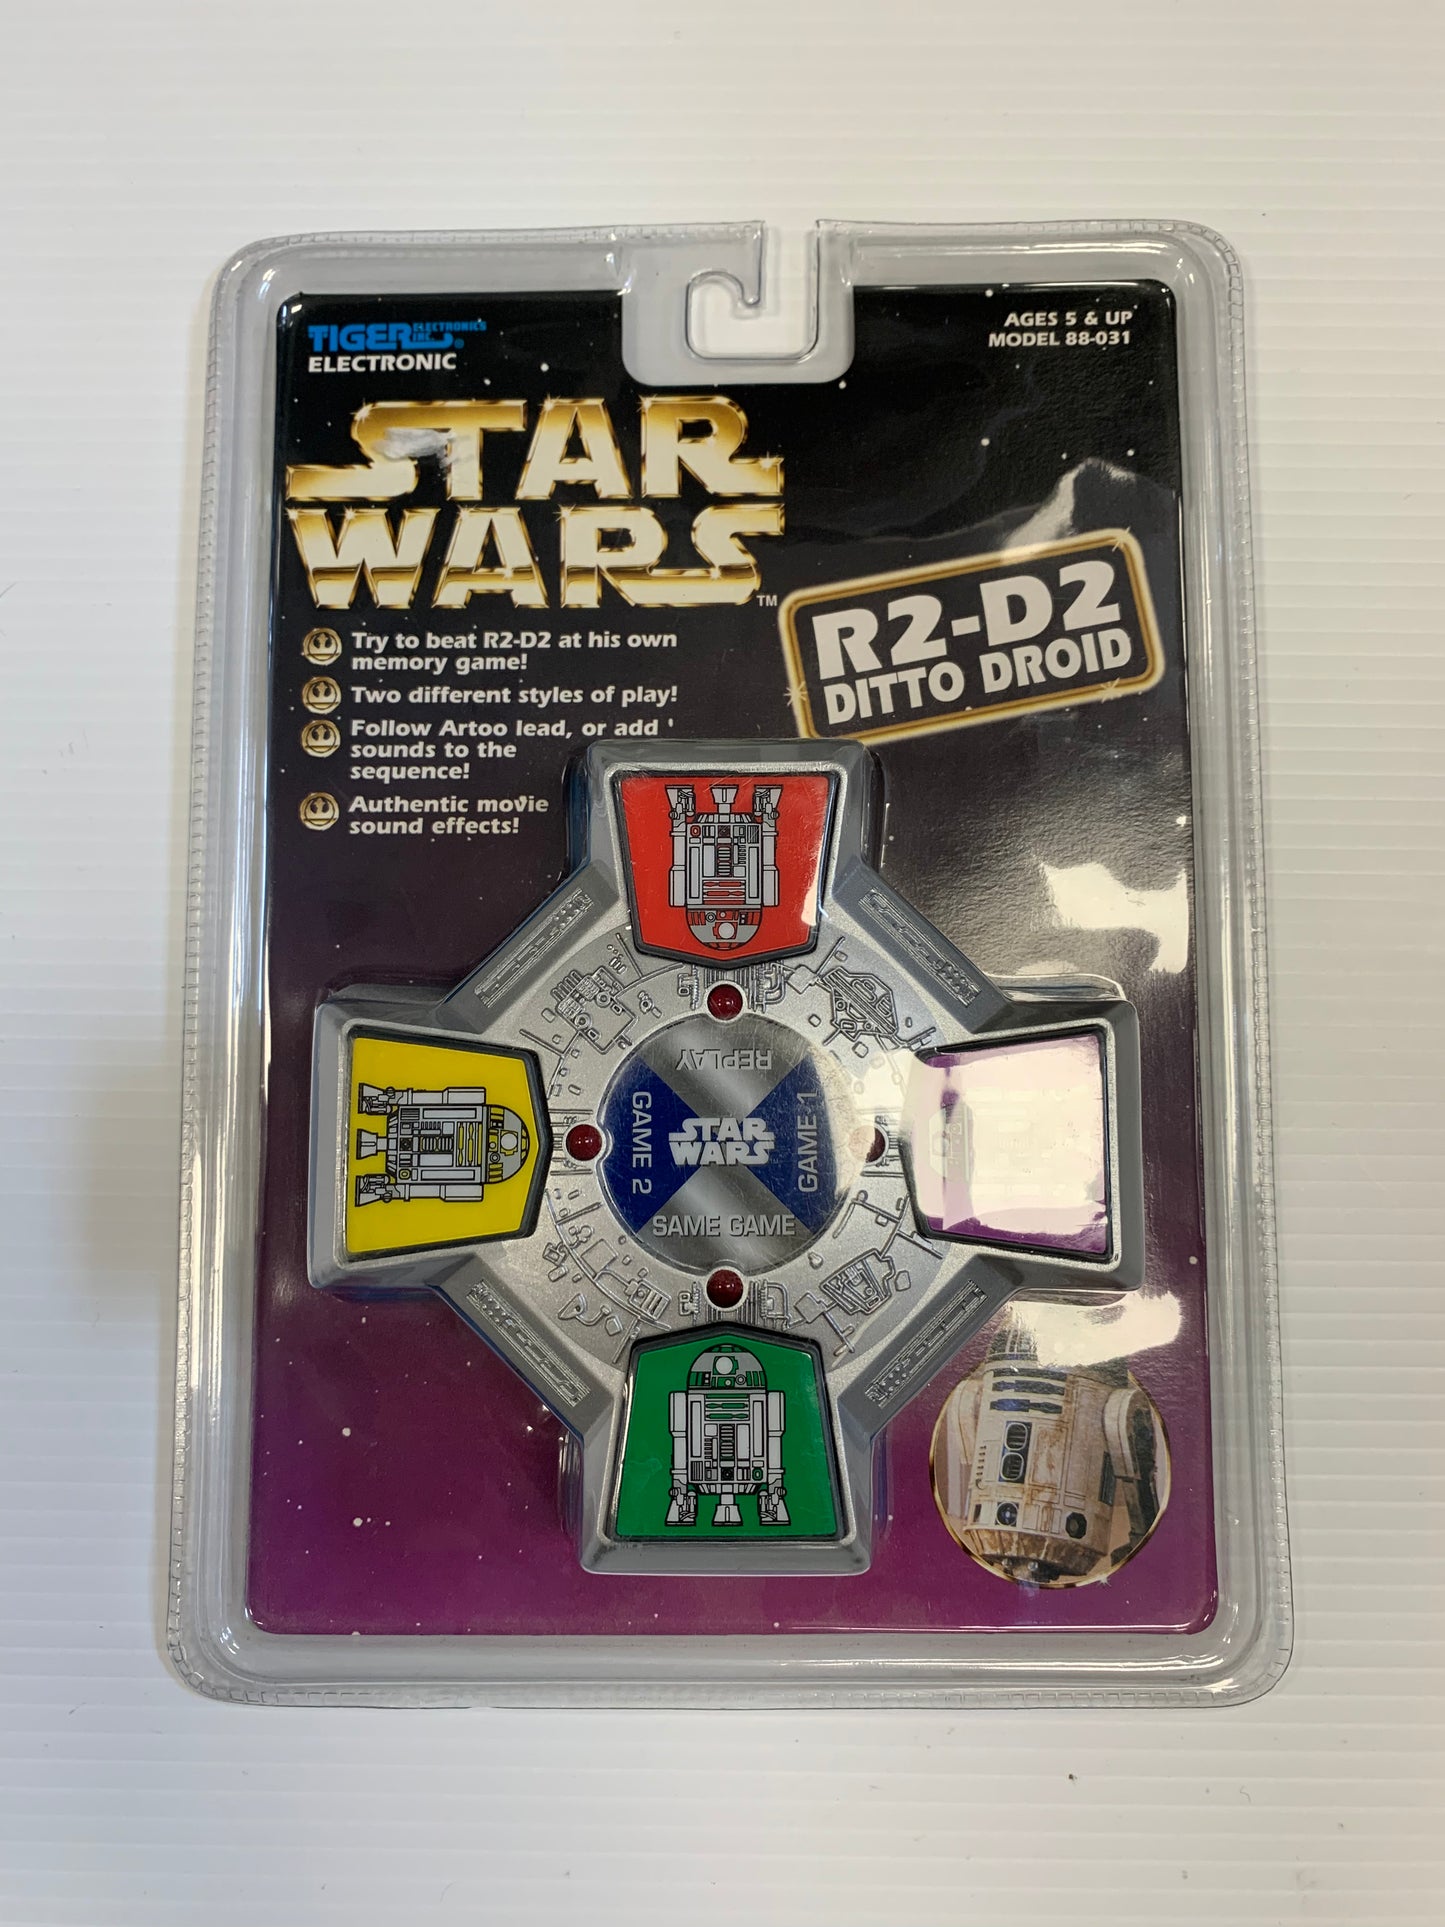 TIGER ELECTRONICS INC.®
ELECTRONIC
AGES 5 & UP
MODEL 88-031
STAR
WARS
TM
R2-D2
DITTO DROID
Try to beat R2-D2 at his own
memory game!
Two different styles of play!
Follow Artoo lead, or add
sounds to the
sequence!
Authentic movie
sound effects!
REPLAY
GAME 2
STAR
WARS
GAME 1
SAME GAME